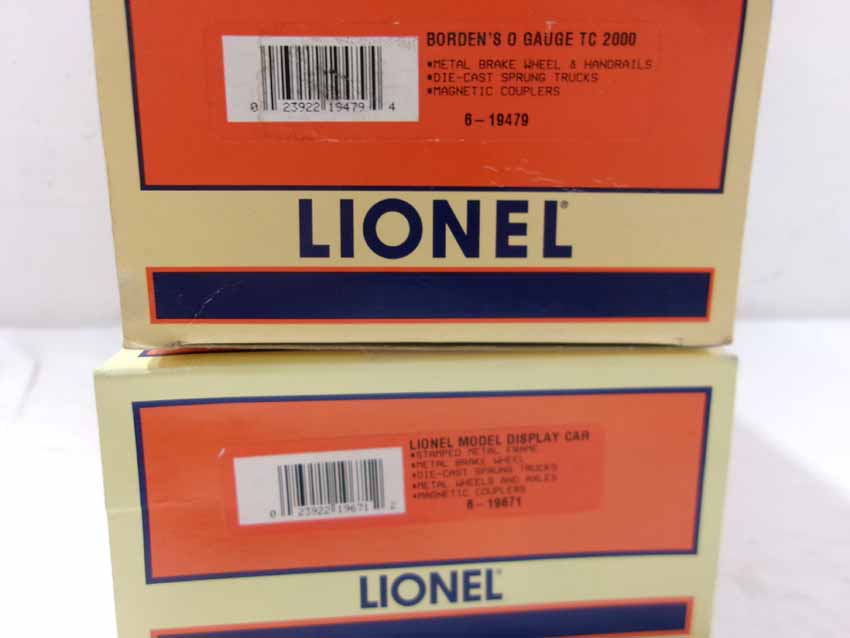 BORDEN'S O GAUGE TC 2000
*METAL BRAKE WHEEL & HANDRAILS
*DIE-CAST SPRUNG TRUCKS
*MAGNETIC COUPLERS
6-19479
0 23922 19479 4
LIONEL®
LIONEL MODEL DISPLAY CAR
*STAMPED METAL FRAME
*METAL BRAKE WHEEL
*DIE-CAST SPRUNG TRUCKS
*METAL WHEELS AND AXLES
*MAGNETIC COUPLERS
6-19671
0 23922 19671 2
LIONEL®